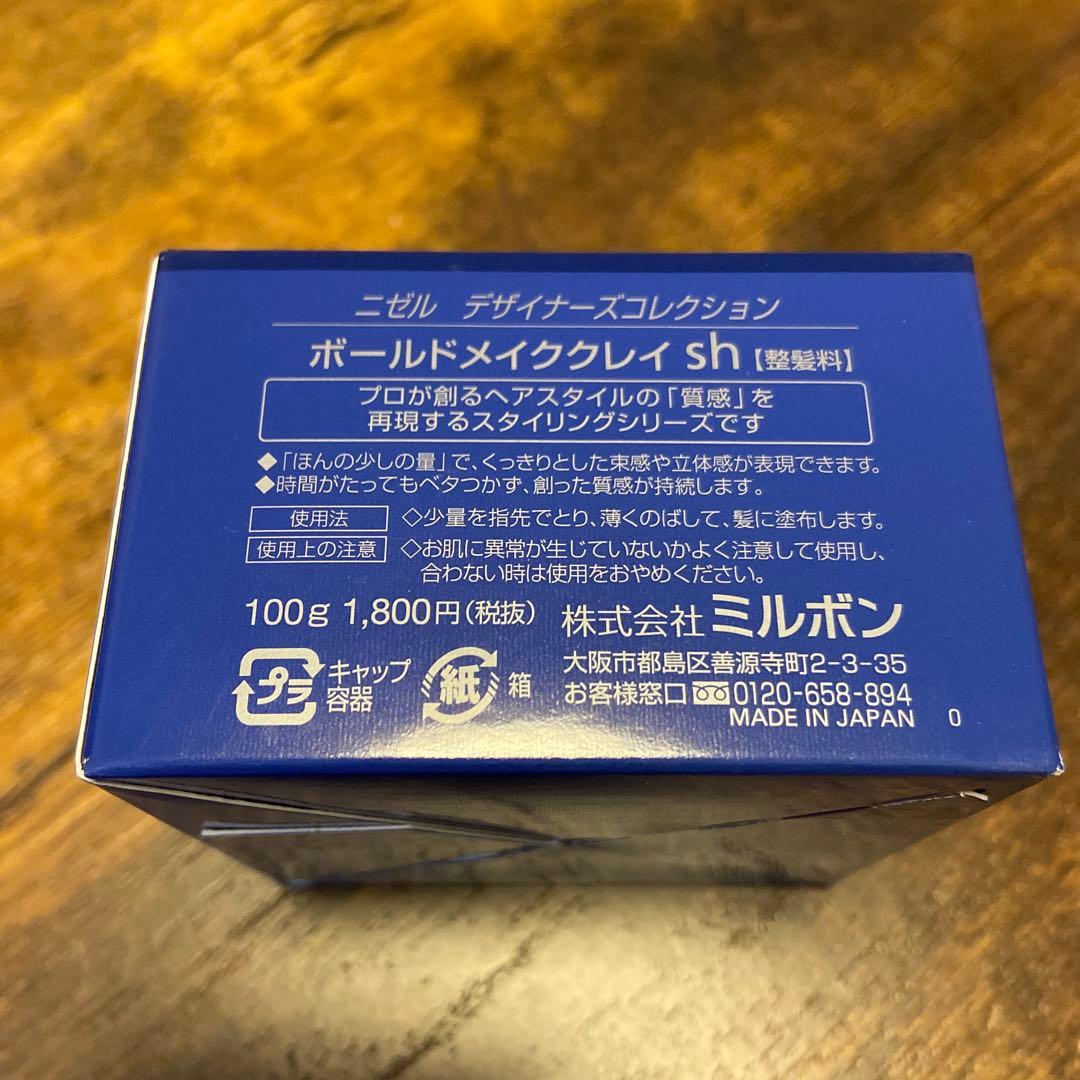 ニゼル デザイナーズコレクション
ボールドメイククレイ sh【整髪料】
プロが創るヘアスタイルの「質感」を
再現するスタイリングシリーズです
◆「ほんの少しの量」で、くっきりとした束感や立体感が表現できます。
◆時間がたってもベタつかず、創った質感が持続します。
使用法 ◇少量を指先でとり、薄くのばして、髪に塗布します。
使用上の注意 ◇お肌に異常が生じていないかよく注意して使用し、
合わない時は使用をおやめください。
100g 1,800円(税抜) 株式会社 ミルボン
プラ キャップ 容器 紙 箱
大阪市都島区善源寺町2-3-35
お客様窓口 0120-658-894
MADE IN JAPAN 0